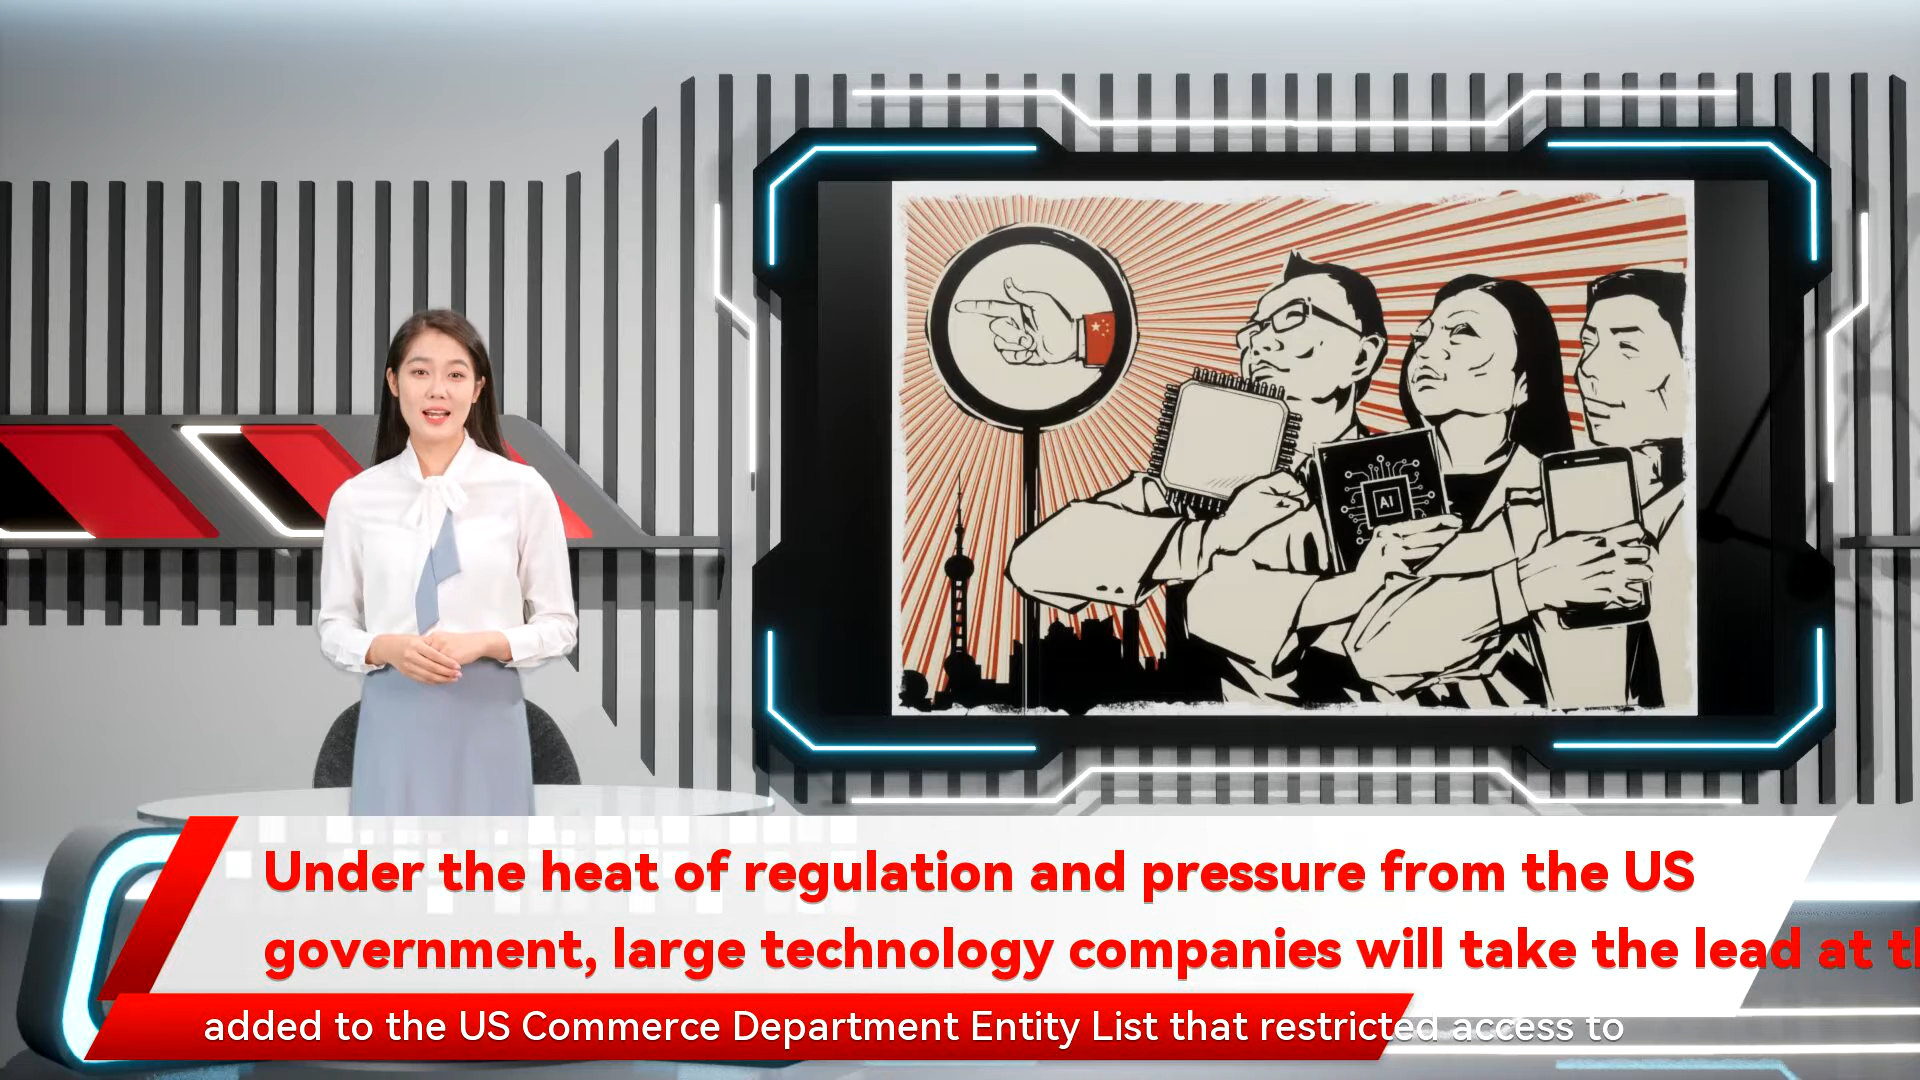 AI
Under the heat of regulation and pressure from the US
government, large technology companies will take the lead at
added to the US Commerce Department Entity List that restricted access to